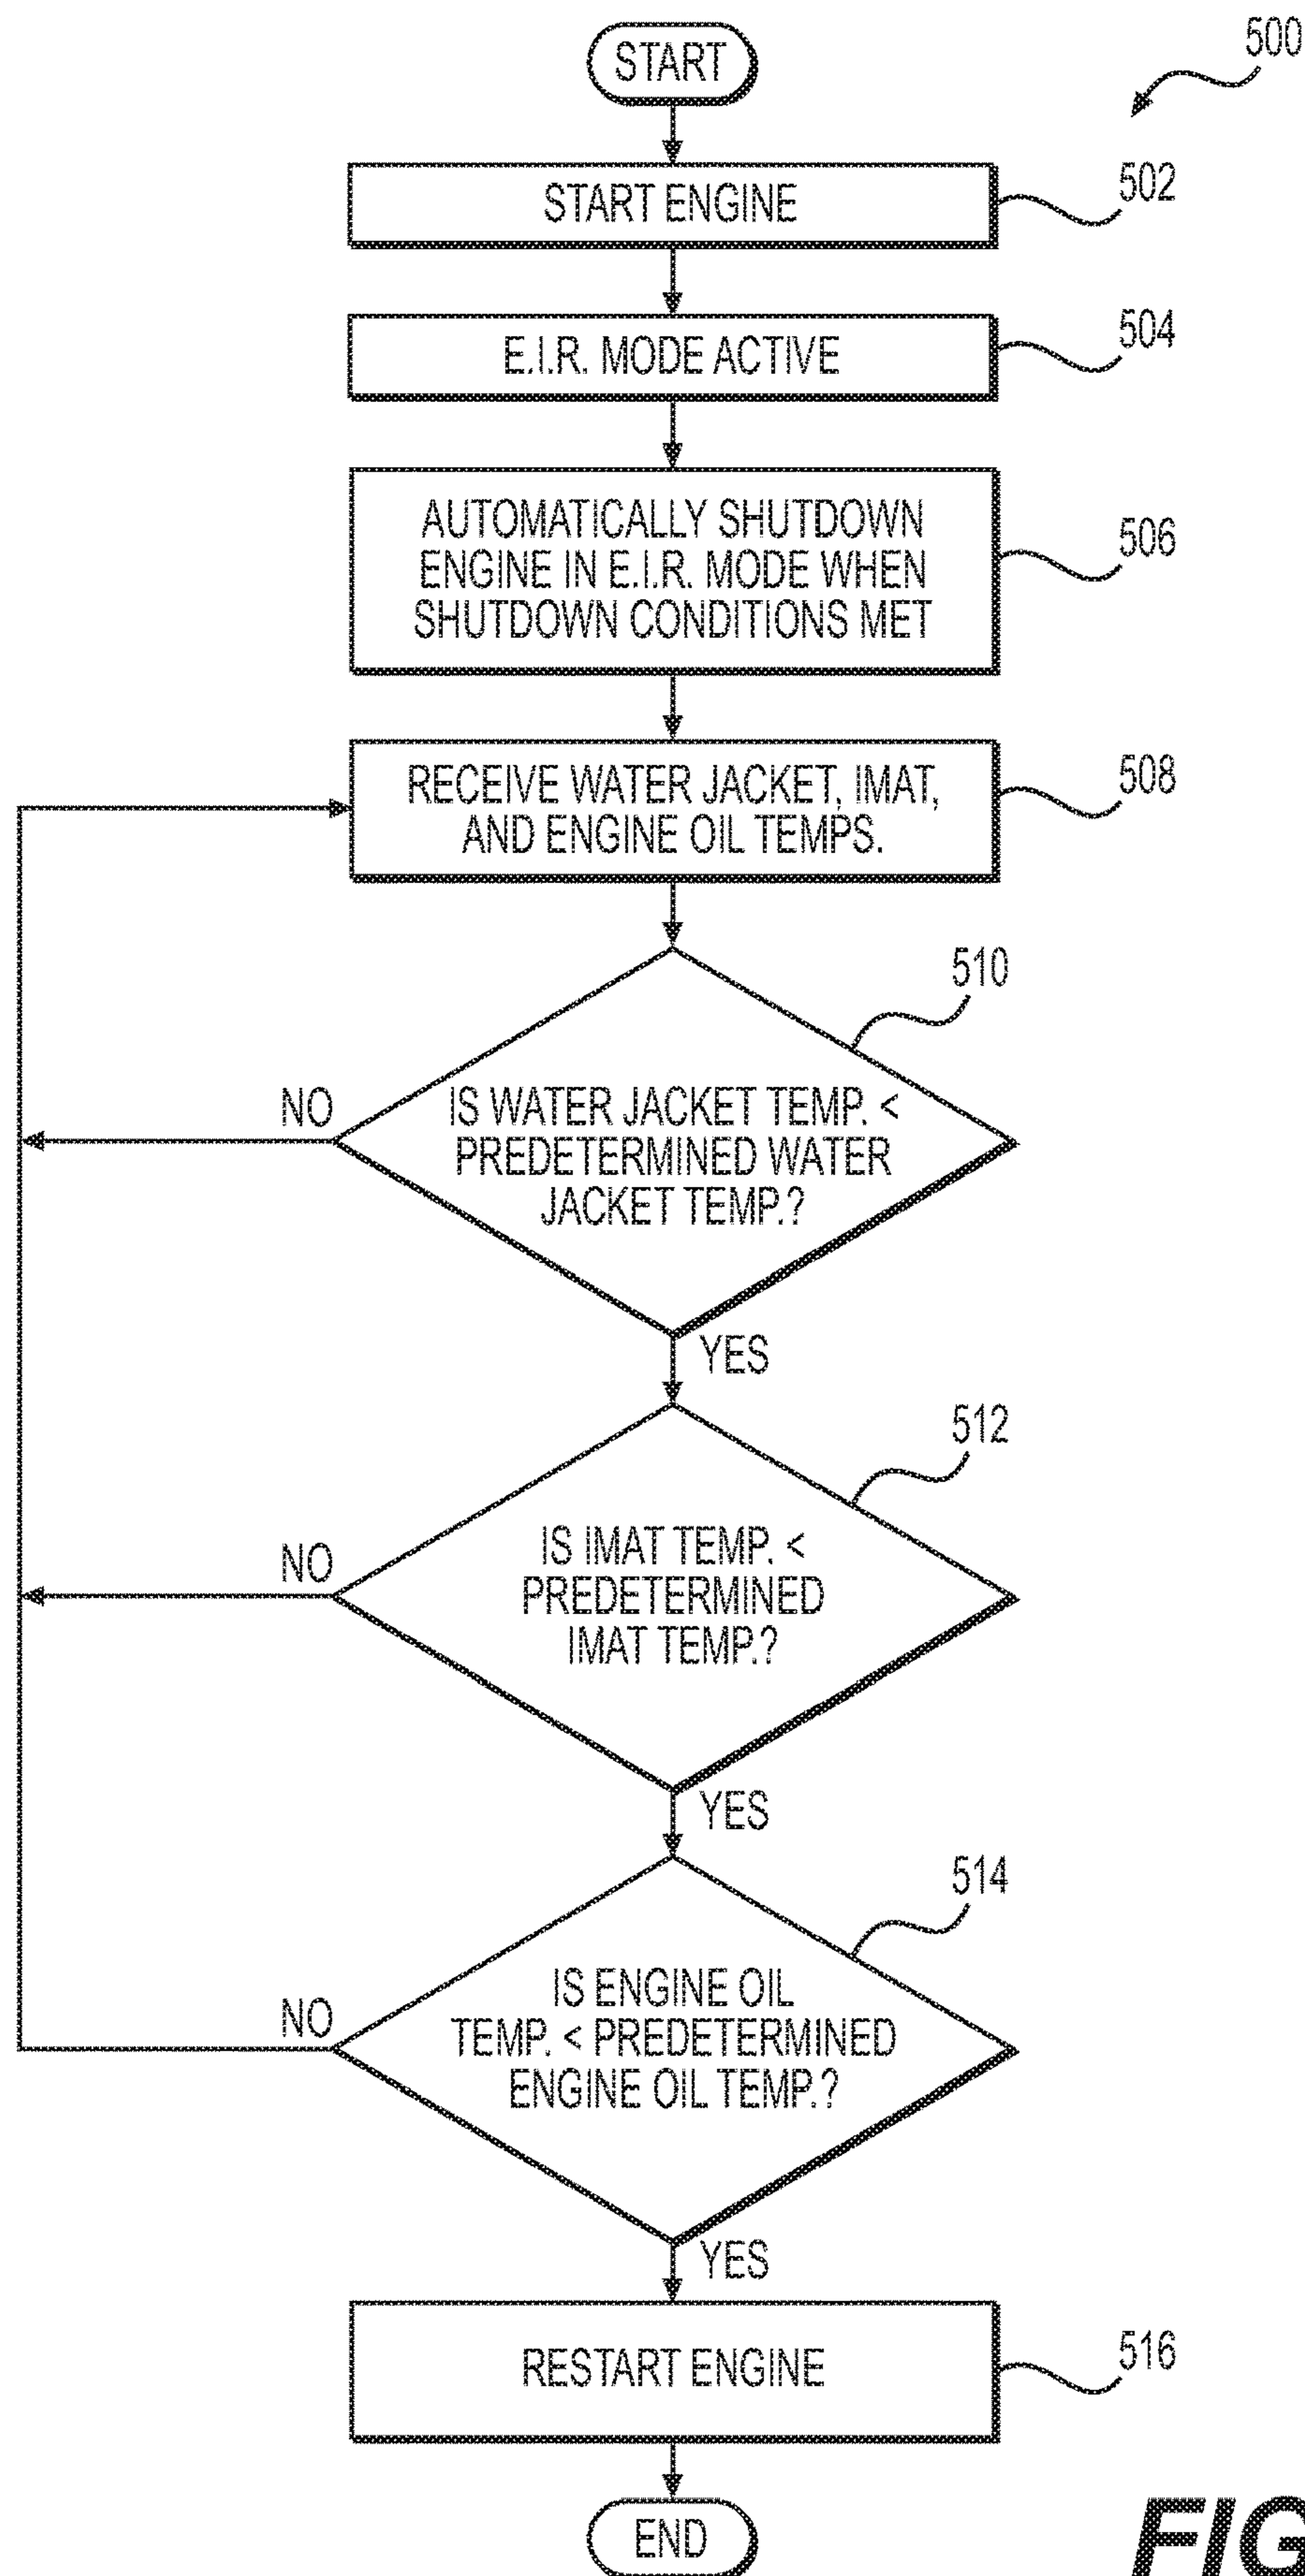 START
500
START ENGINE
502
E.I.R. MODE ACTIVE
504
AUTOMATICALLY SHUTDOWN
ENGINE IN E.I.R. MODE WHEN
SHUTDOWN CONDITIONS MET
506
RECEIVE WATER JACKET, IMAT,
AND ENGINE OIL TEMPS.
508
510
NO
IS WATER JACKET TEMP. <
PREDETERMINED WATER
JACKET TEMP.?
YES
512
NO
IS IMAT TEMP. <
PREDETERMINED
IMAT TEMP.?
YES
514
NO
IS ENGINE OIL
TEMP. < PREDETERMINED
ENGINE OIL TEMP.?
YES
RESTART ENGINE
516
END
FIG